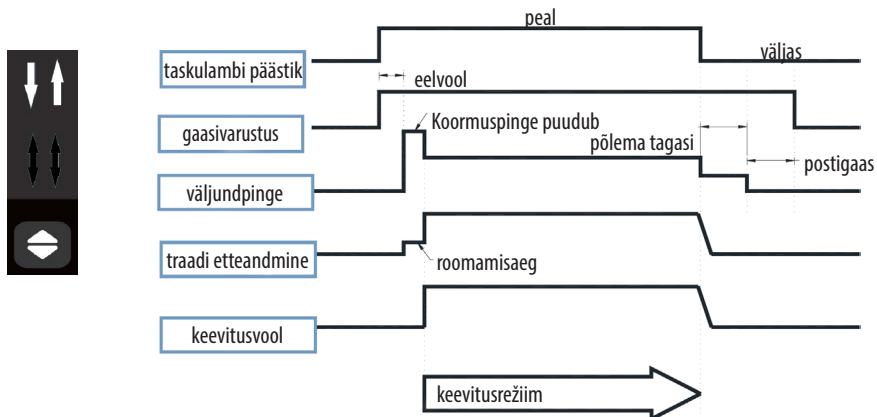 peal
taskulambi päästik
väljas
eelvool
gaasivarustus
Koormuspinge puudub
põlema tagasi
postigaas
väljundpinge
traadi etteandmine
roomamisaeg
keevitusvool
keevitusrežiim